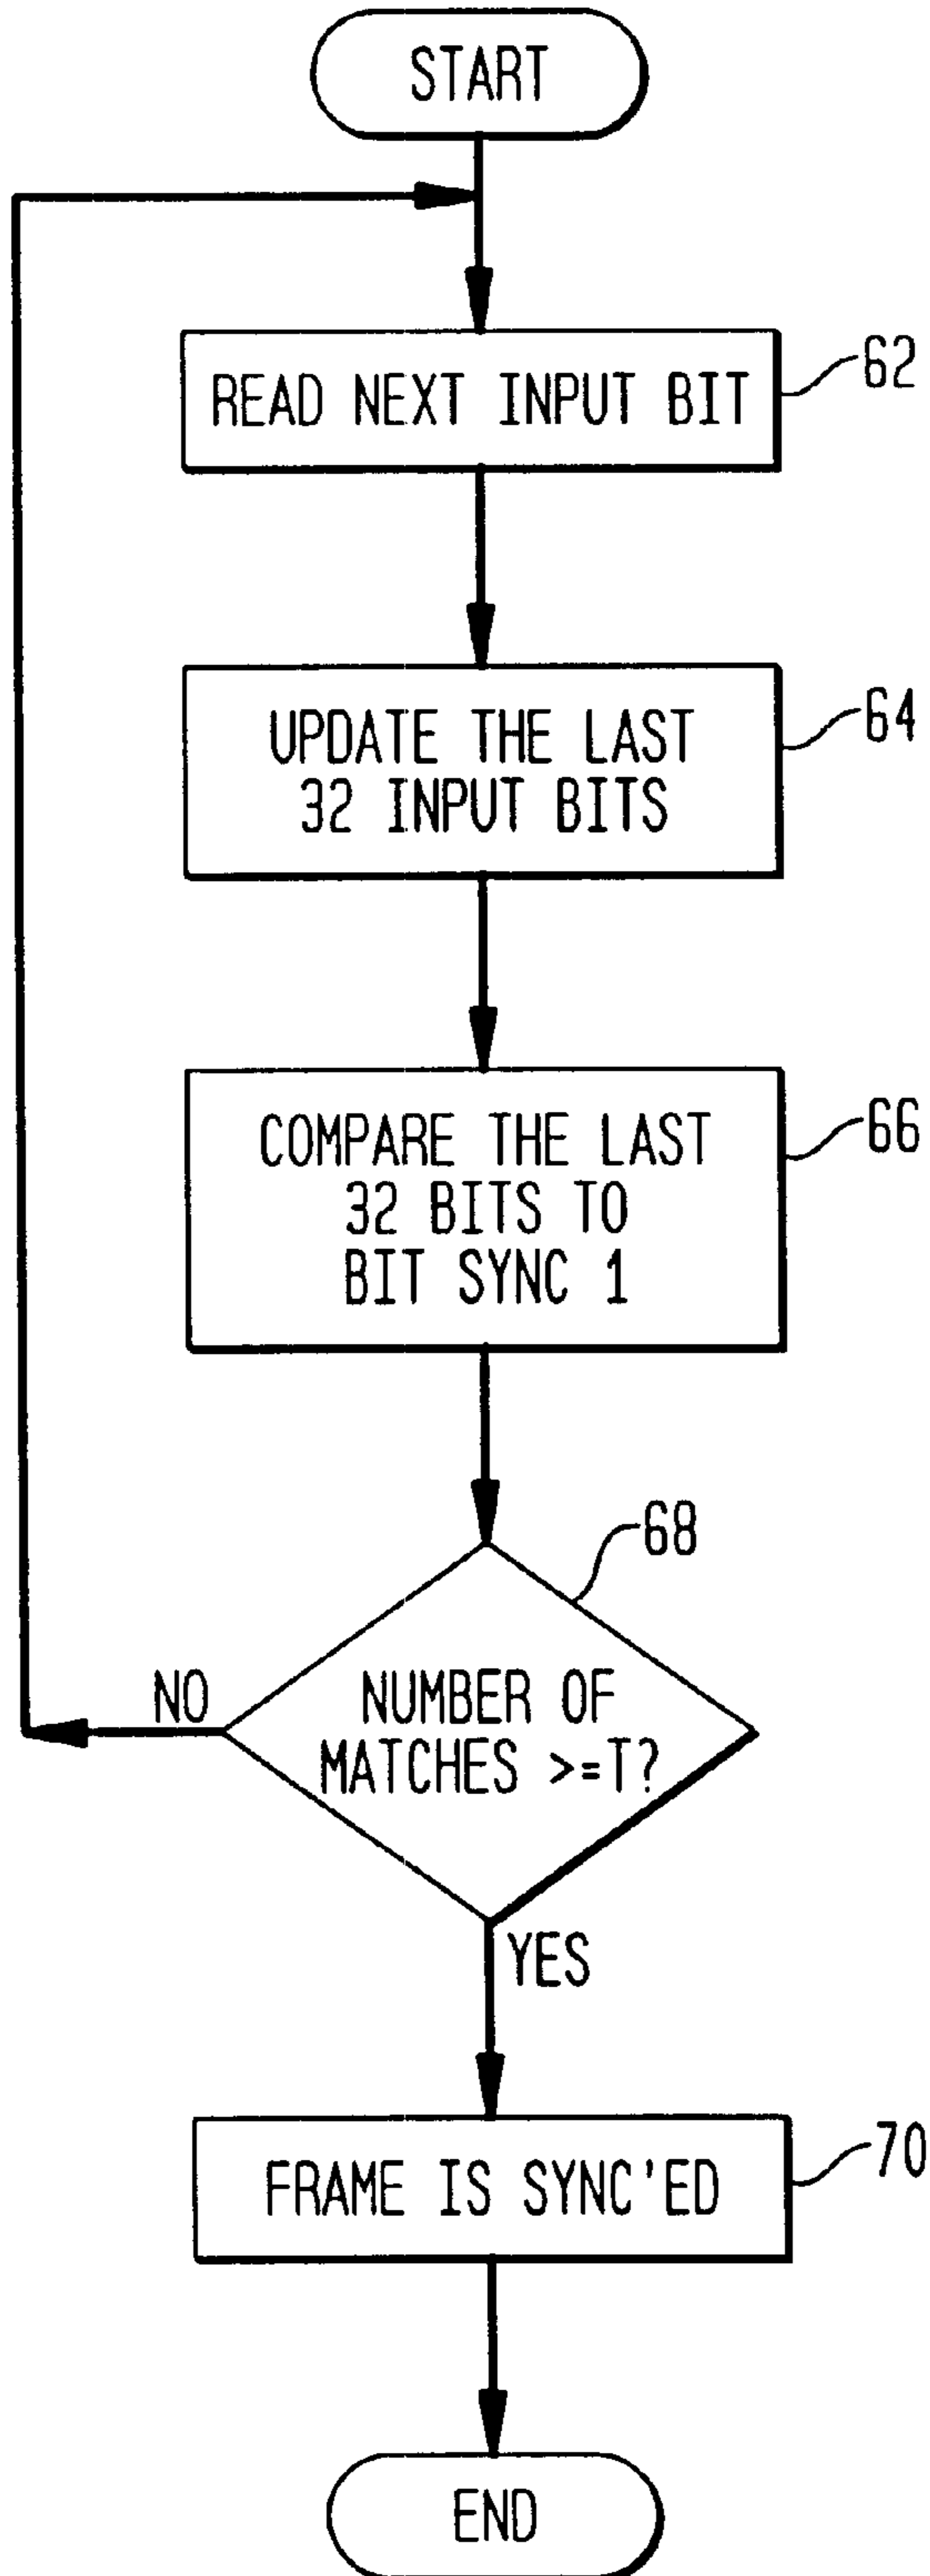 START
READ NEXT INPUT BIT
62
UPDATE THE LAST
32 INPUT BITS
64
COMPARE THE LAST
32 BITS TO
BIT SYNC 1
66
68
NO
NUMBER OF
MATCHES >=T?
YES
FRAME IS SYNC'ED
70
END